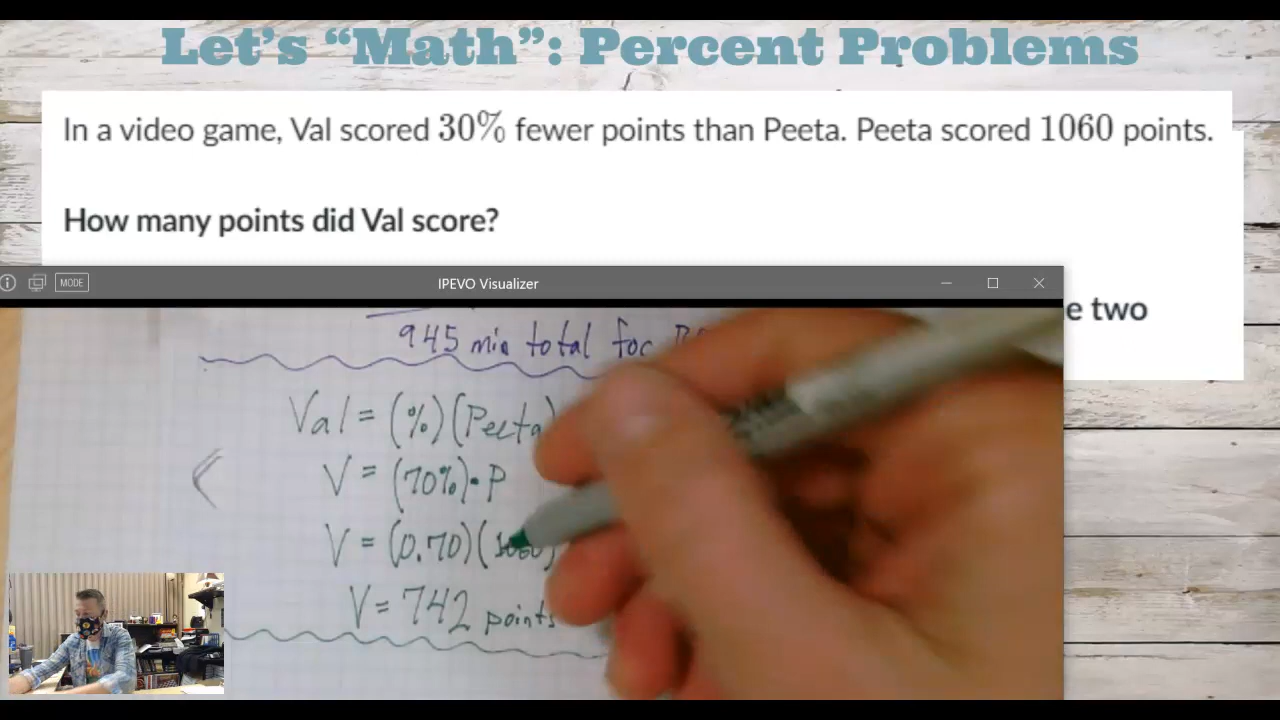 Let's "Math": Percent Problems
In a video game, Val scored 30% fewer points than Peeta. Peeta scored 1060 points.
How many points did Val score?
e two
MODE
IPEVO Visualizer
945 min total for
Val = (%)(Peeta)
V = (70%)·P
V = (0.70)(1060)
V = 742 points